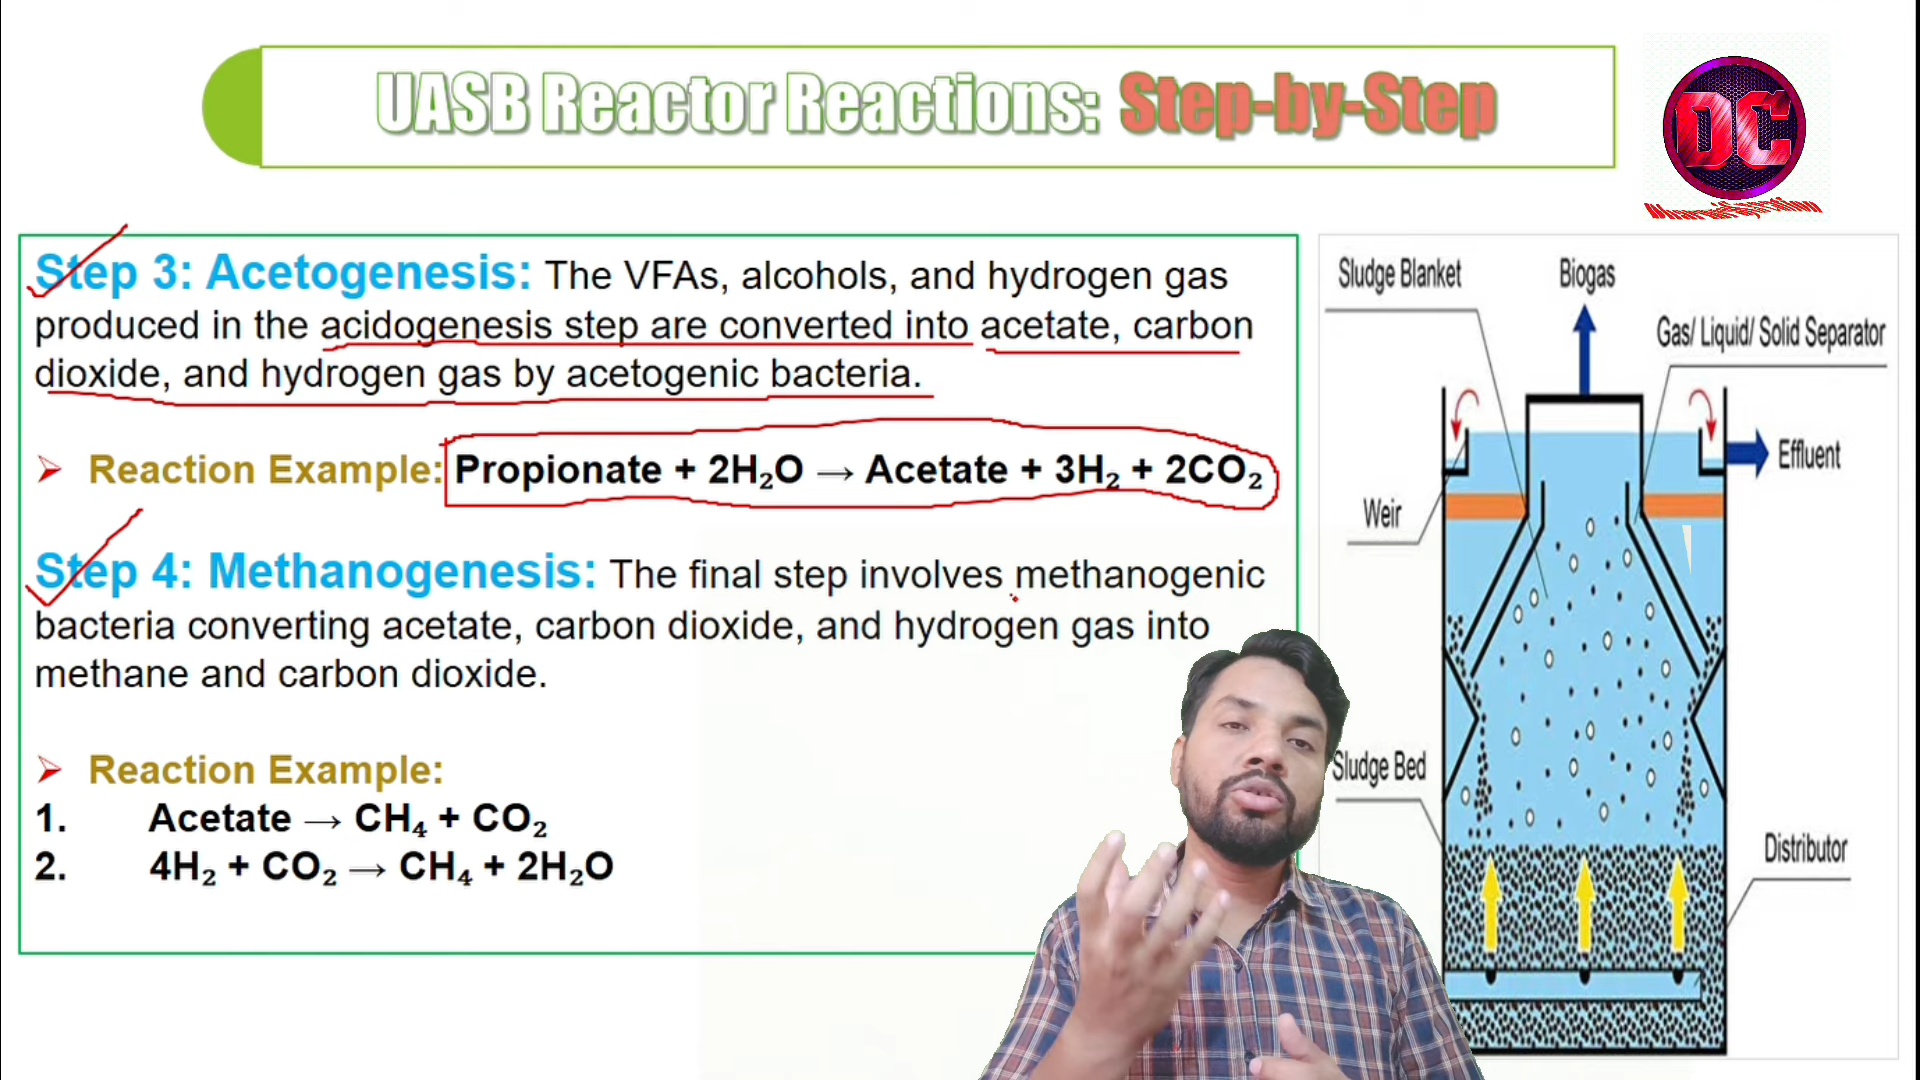 UASB Reactor Reactions: Step-by-Step
DC
Step 3: Acetogenesis: The VFAs, alcohols, and hydrogen gas
produced in the acidogenesis step are converted into acetate, carbon
dioxide, and hydrogen gas by acetogenic bacteria.
➢ Reaction Example: Propionate + 2H₂O → Acetate + 3H₂ + 2CO₂
Step 4: Methanogenesis: The final step involves methanogenic
bacteria converting acetate, carbon dioxide, and hydrogen gas into
methane and carbon dioxide.
➢ Reaction Example:
1. Acetate → CH₄ + CO₂
2. 4H₂ + CO₂ → CH₄ + 2H₂O
Sludge Blanket
Biogas
Gas/ Liquid/ Solid Separator
Effluent
Weir
Sludge Bed
Distributor